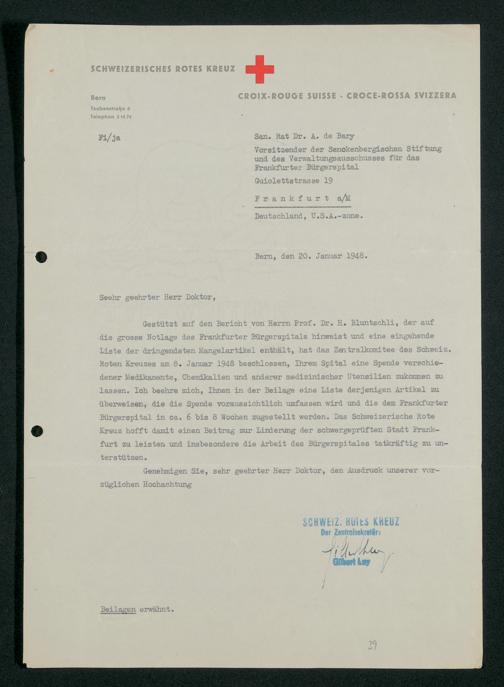 SCHWEIZERISCHES ROTES KREUZ
CROIX-ROUGE SUISSE - CROCE-ROSSA SVIZZERA
Bern
Taubenstraße 8
Telephon 2 14 74
Fi/ja
San. Rat Dr. A. de Bary
Vorsitzender der Senckenbergischen Stiftung
und des Verwaltungsausschusses für das
Frankfurter Bürgerspital
Guiolettstrasse 19
F r a n k f u r t a/M
Deutschland, U.S.A.-zone.
Bern, den 20. Januar 1948.
Seehr geehrter Herr Doktor,
Gestützt auf den Bericht von Herrn Prof. Dr. H. Bluntschli, der auf
die grosse Notlage des Frankfurter Bürgerspitals hinweist und eine eingehende
Liste der dringendsten Mangelartikel enthält, hat das Zentralkomitee des Schweiz.
Roten Kreuzes am 8. Januar 1948 beschlossen, Ihrem Spital eine Spende verschie-
dener Medikamente, Chemikalien und anderer medizinischer Utensilien zukommen zu
lassen. Ich beehre mich, Ihnen in der Beilage eine Liste derjenigen Artikel zu
überweisen, die die Spende voraussichtlich umfassen wird und die dem Frankfurter
Bürgerspital in ca. 6 bis 8 Wochen zugestellt werden. Das Schweizerische Rote
Kreuz hofft damit einen Beitrag zur Linderung der schwergeprüften Stadt Frank-
furt zu leisten und insbesondere die Arbeit des Bürgerspitales tatkräftig zu un-
terstützen.
Genehmigen Sie, sehr geehrter Herr Doktor, den Ausdruck unserer vor-
züglichen Hochachtung
SCHWEIZ. ROTES KREUZ
Der Zentralsekretär:
Gilbert Luy
Beilagen erwähnt.
39